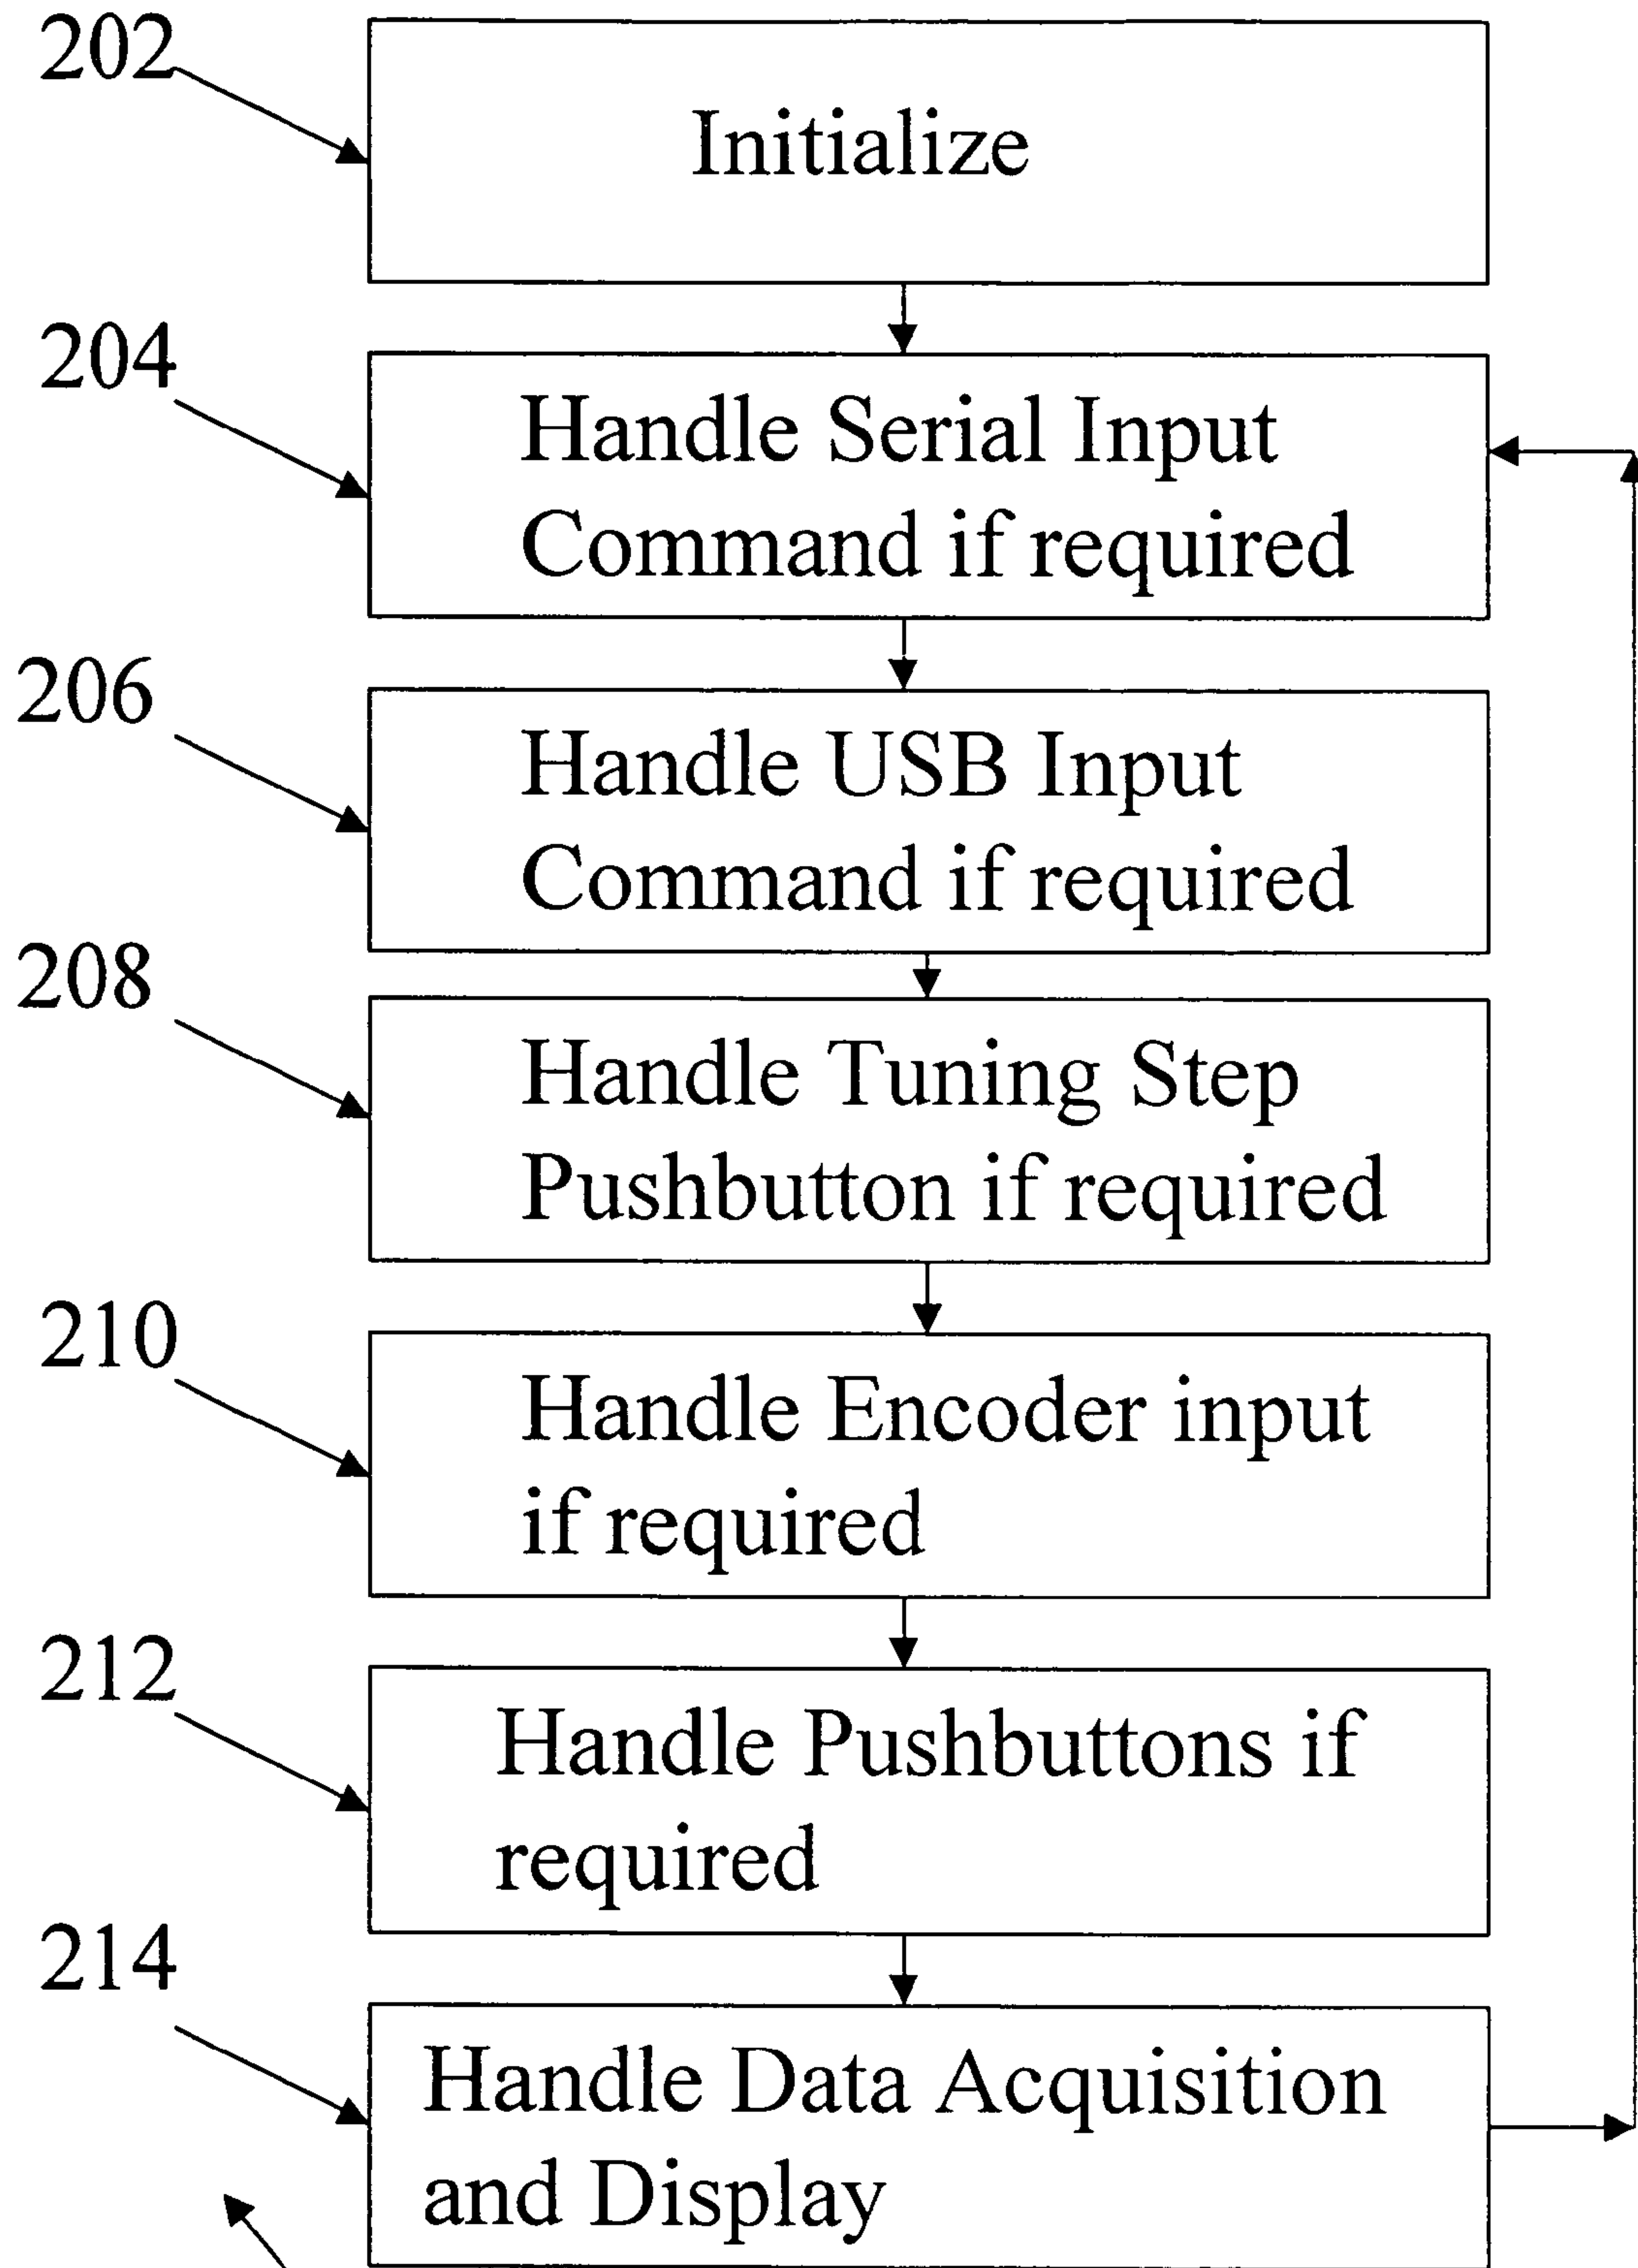 202
Initialize
204
Handle Serial Input
Command if required
206
Handle USB Input
Command if required
208
Handle Tuning Step
Pushbutton if required
210
Handle Encoder input
if required
212
Handle Pushbuttons if
required
214
Handle Data Acquisition
and Display